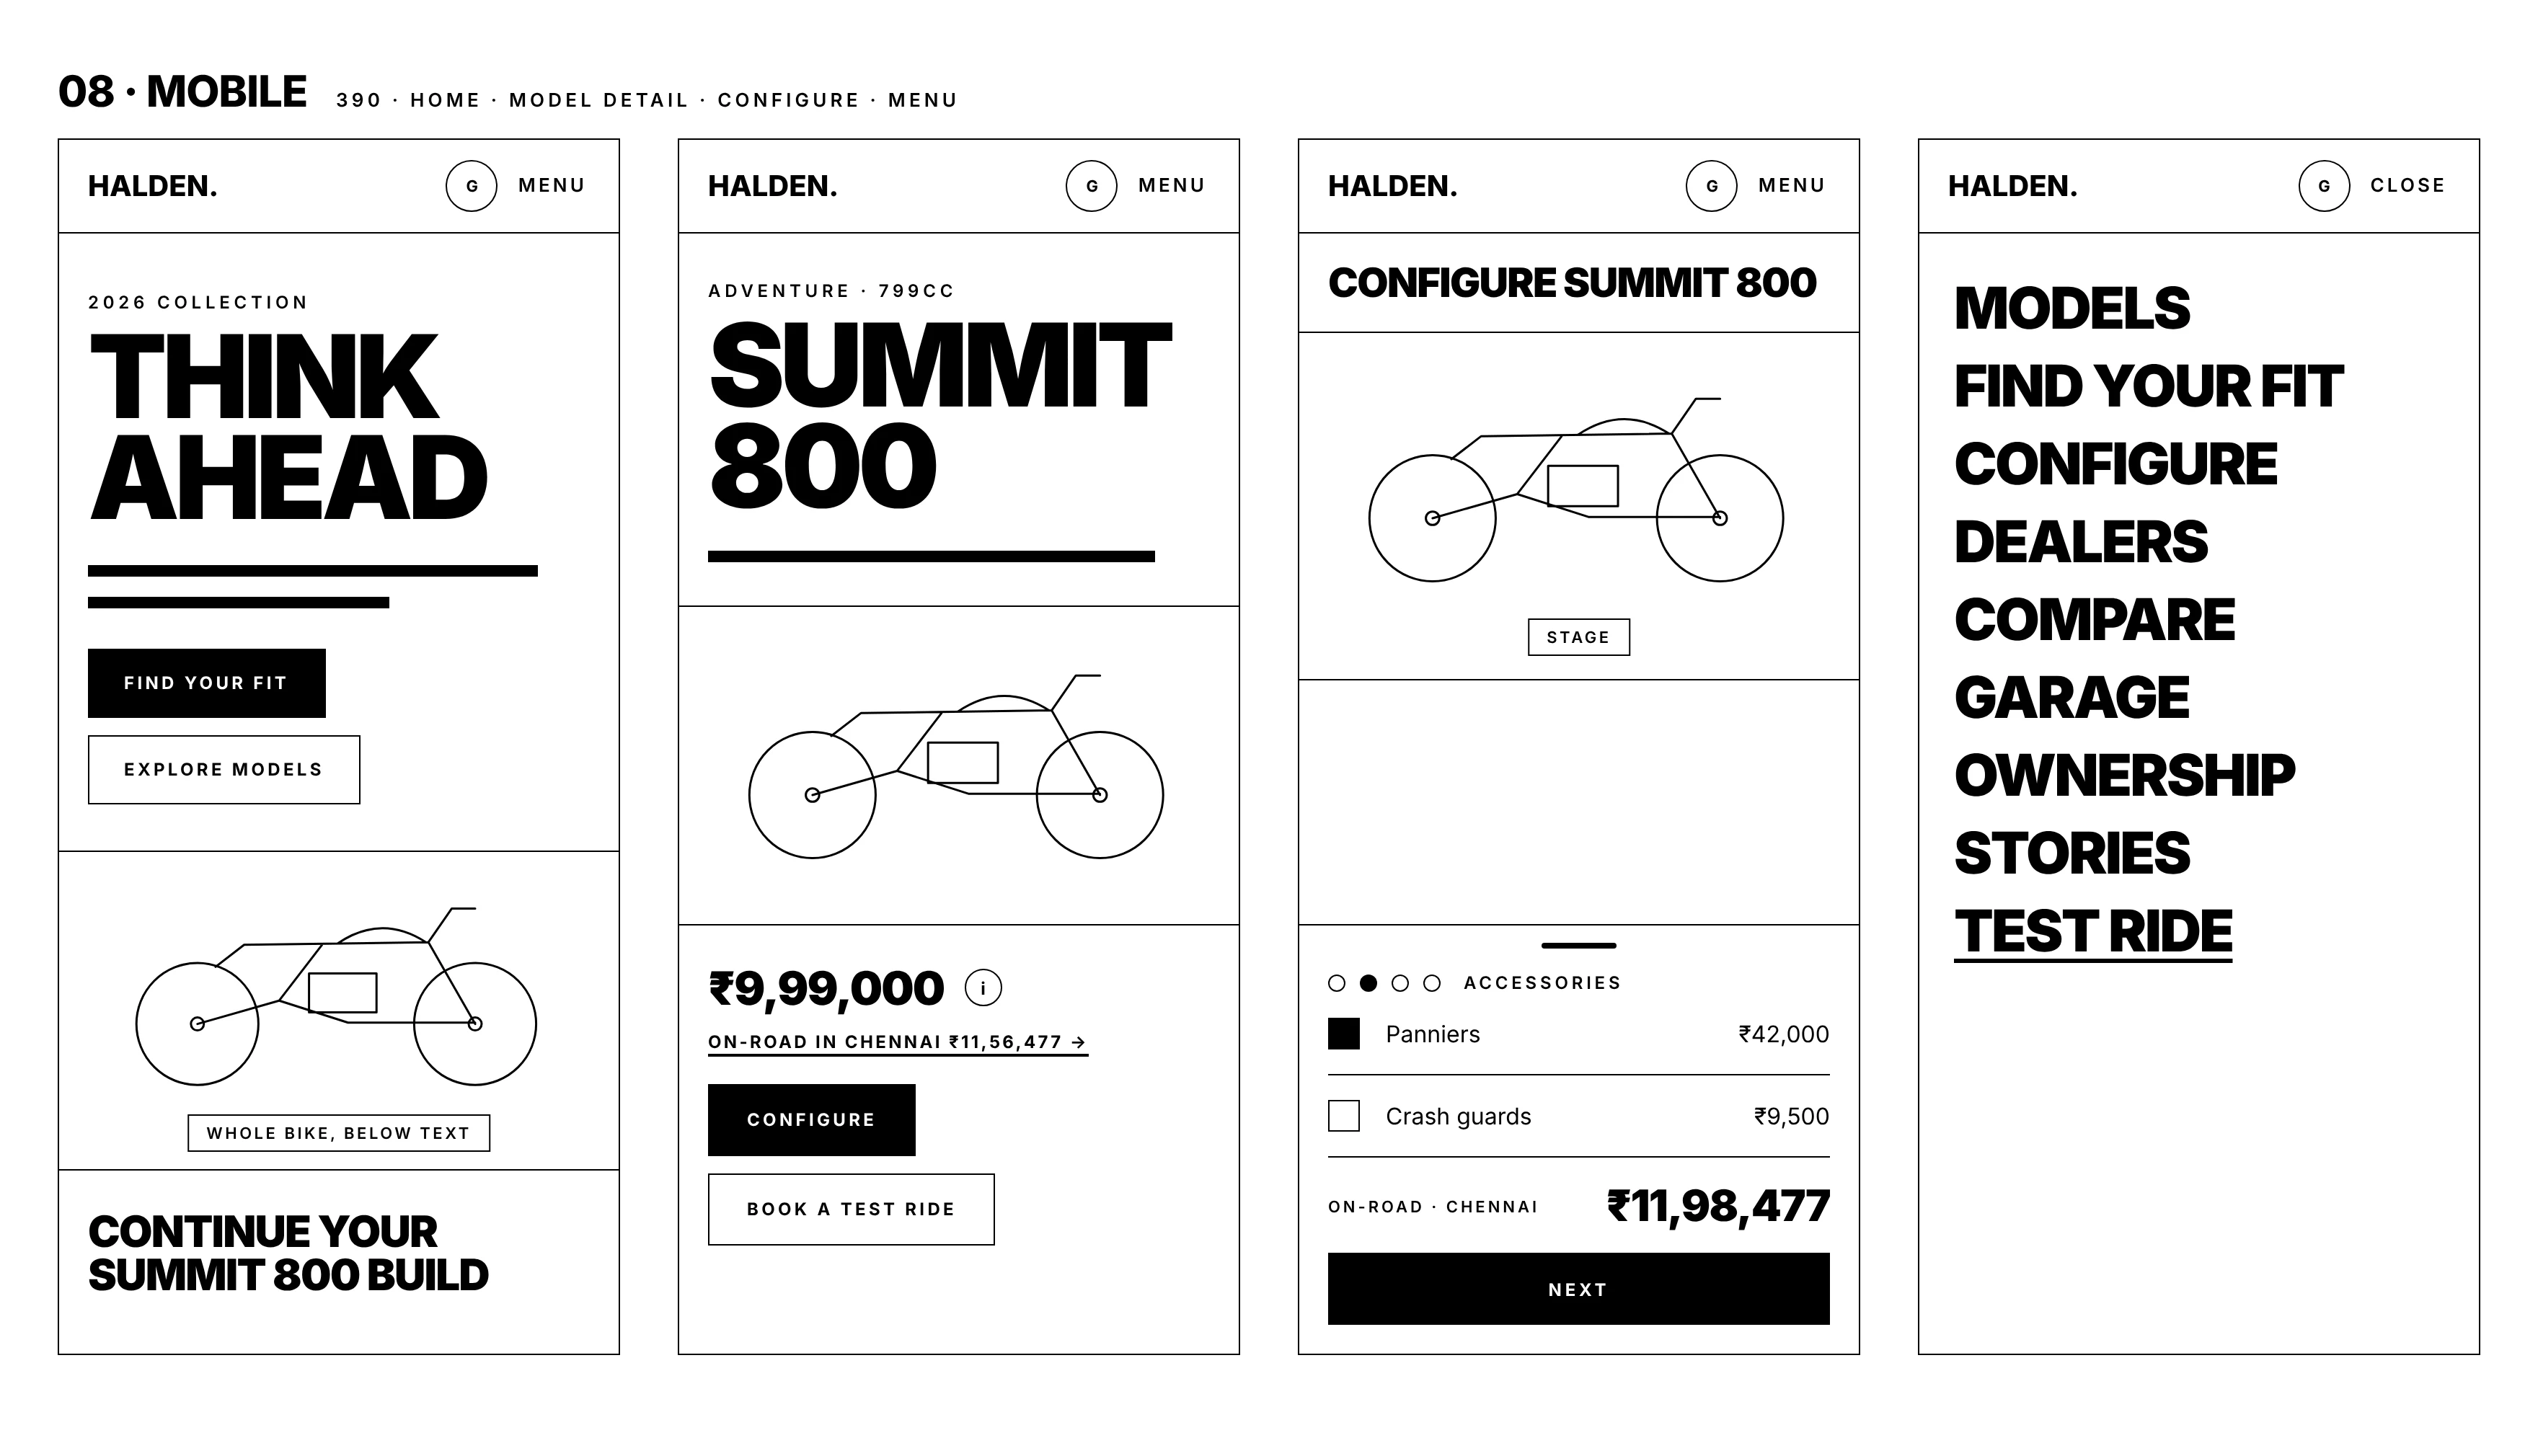 08 · MOBILE
390 · HOME · MODEL DETAIL · CONFIGURE · MENU
HALDEN.
G
MENU
2026 COLLECTION
THINK
AHEAD
FIND YOUR FIT
EXPLORE MODELS
WHOLE BIKE, BELOW TEXT
CONTINUE YOUR
SUMMIT 800 BUILD
HALDEN.
G
MENU
ADVENTURE · 799CC
SUMMIT
800
₹9,99,000
i
ON-ROAD IN CHENNAI ₹11,56,477 →
CONFIGURE
BOOK A TEST RIDE
HALDEN.
G
MENU
CONFIGURE SUMMIT 800
STAGE
ACCESSORIES
Panniers ₹42,000
Crash guards ₹9,500
ON-ROAD · CHENNAI ₹11,98,477
NEXT
HALDEN.
G
CLOSE
MODELS
FIND YOUR FIT
CONFIGURE
DEALERS
COMPARE
GARAGE
OWNERSHIP
STORIES
TEST RIDE